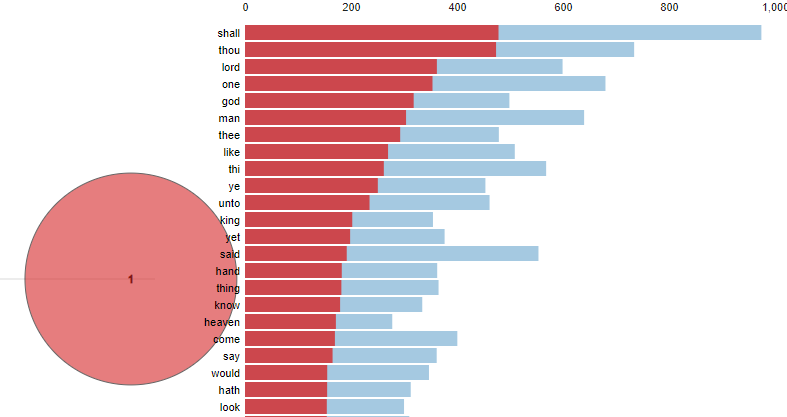 0 200 400 600 800 1,000
shall
thou
lord
one
god
man
thee
like
thi
ye
unto
king
yet
said
hand
1
thing
know
heaven
come
say
would
hath
look